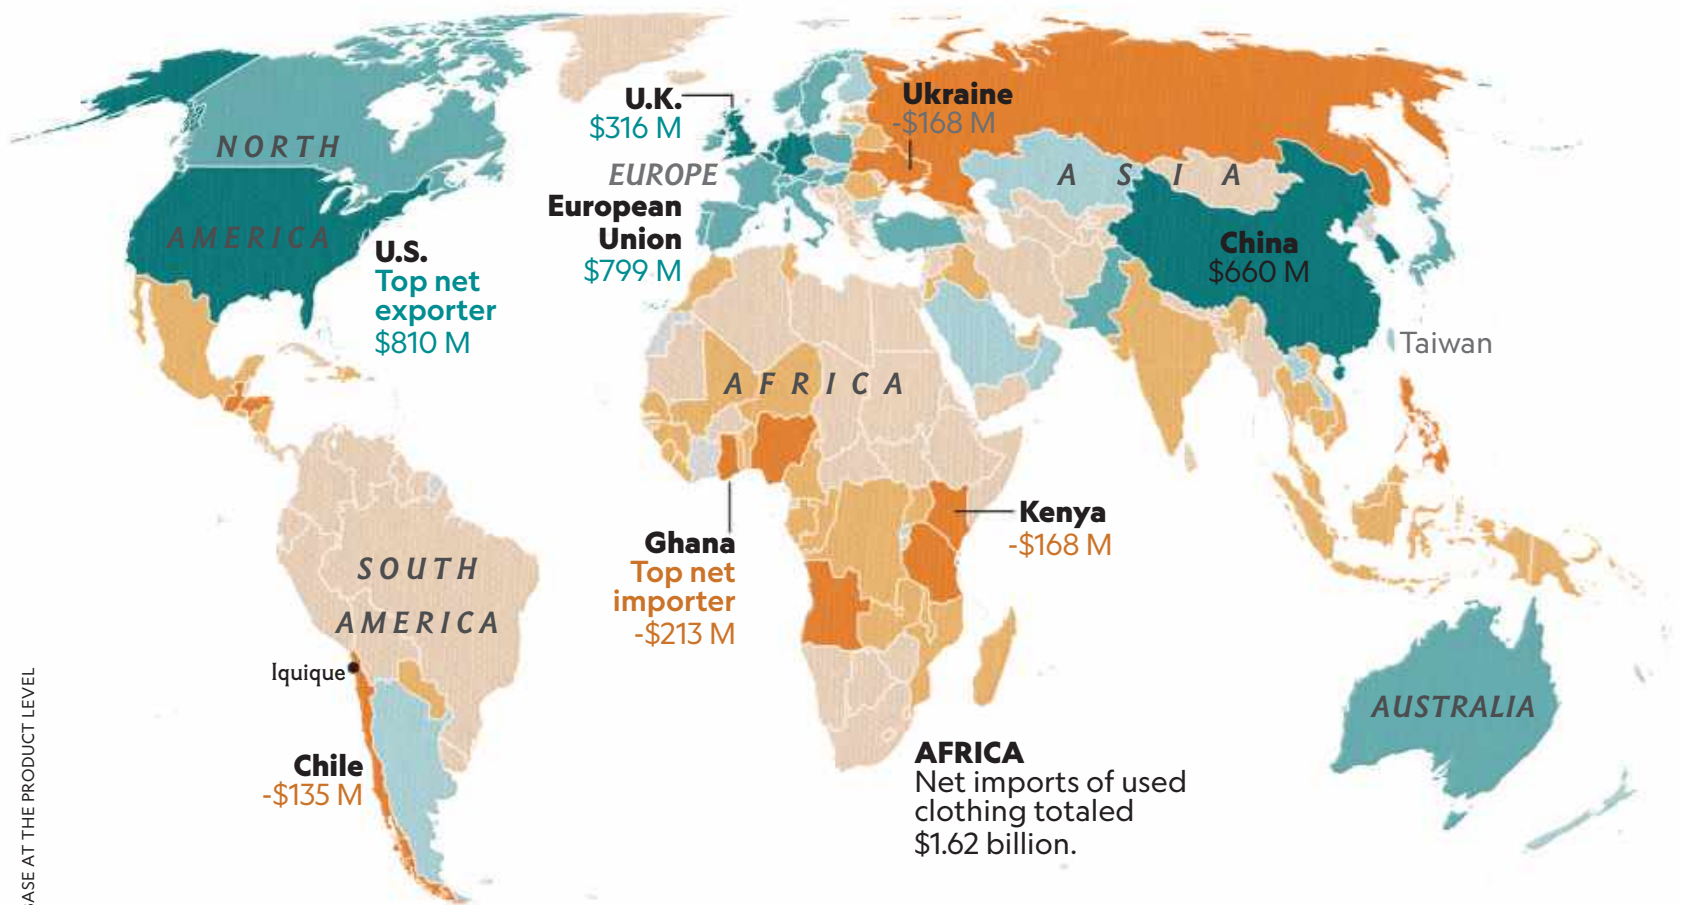 NORTH
AMERICA
U.S.
Top net
exporter
$810 M
U.K.
$316 M
EUROPE
European
Union
$799 M
Ukraine
-$168 M
ASIA
China
$660 M
Taiwan
AFRICA
Ghana
Top net
importer
-$213 M
Kenya
-$168 M
SOUTH
AMERICA
Iquique
Chile
-$135 M
AFRICA
Net imports of used
clothing totaled
$1.62 billion.
AUSTRALIA
AT THE PRODUCT LEVEL